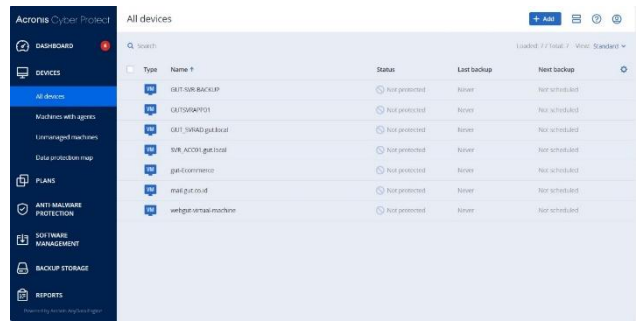 Acronis Cyber Protect
All devices
+ Add
DASHBOARD
Search
Loaded: 7 / Total: 7 View: Standard
DEVICES
Type Name ↑ Status Last backup Next backup
All devices
VM GUT-SVR-BACKUP Not protected Never Not scheduled
Machines with agents
VM GUTSVRAPP01 Not protected Never Not scheduled
Unmanaged machines
VM GUT_SVRAD.gut.local Not protected Never Not scheduled
Data protection map
VM SVR_ACC01.gut.local Not protected Never Not scheduled
PLANS
VM gut-Ecommerce Not protected Never Not scheduled
ANTI-MALWARE
PROTECTION
VM mail.gut.co.id Not protected Never Not scheduled
VM webgut-virtual-machine Not protected Never Not scheduled
SOFTWARE
MANAGEMENT
BACKUP STORAGE
REPORTS
Powered by Acronis AnyData Engine